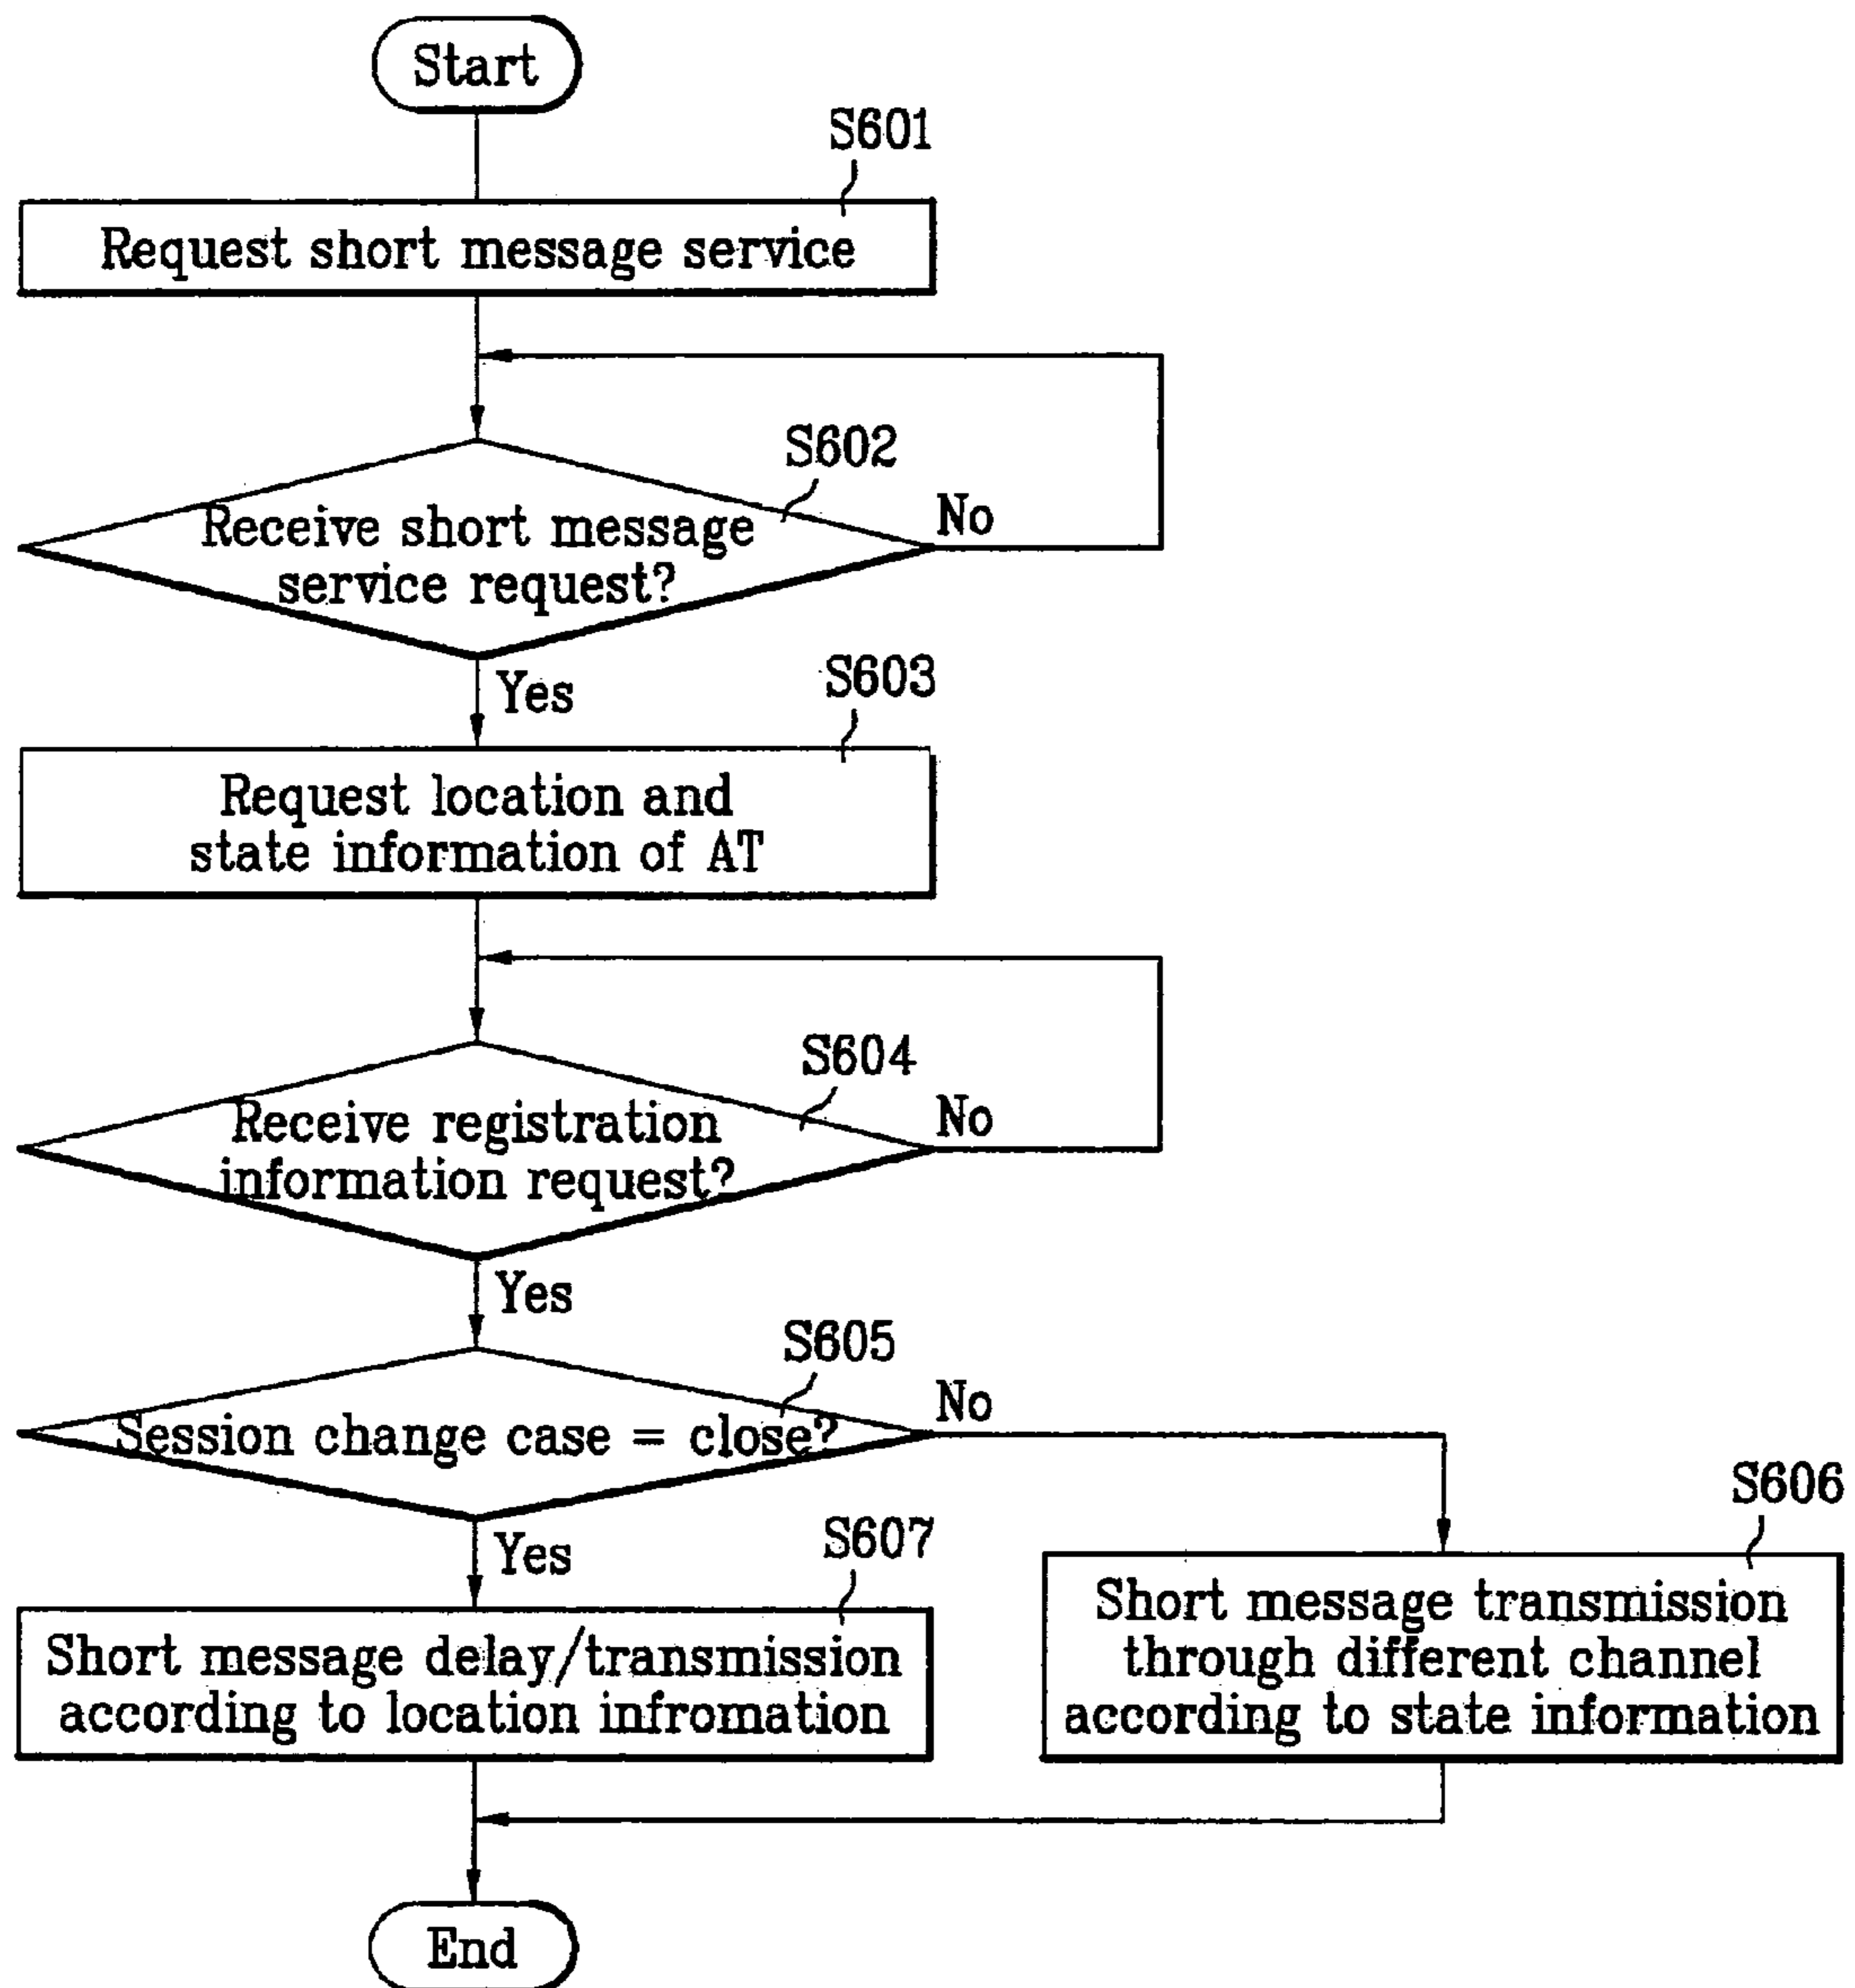 Start
S601
Request short message service
S602
Receive short message
service request?
No
Yes
S603
Request location and
state information of AT
S604
Receive registration
information request?
No
Yes
S605
Session change case = close?
No
Yes
S607
Short message delay/transmission
according to location infromation
S606
Short message transmission
through different channel
according to state information
End